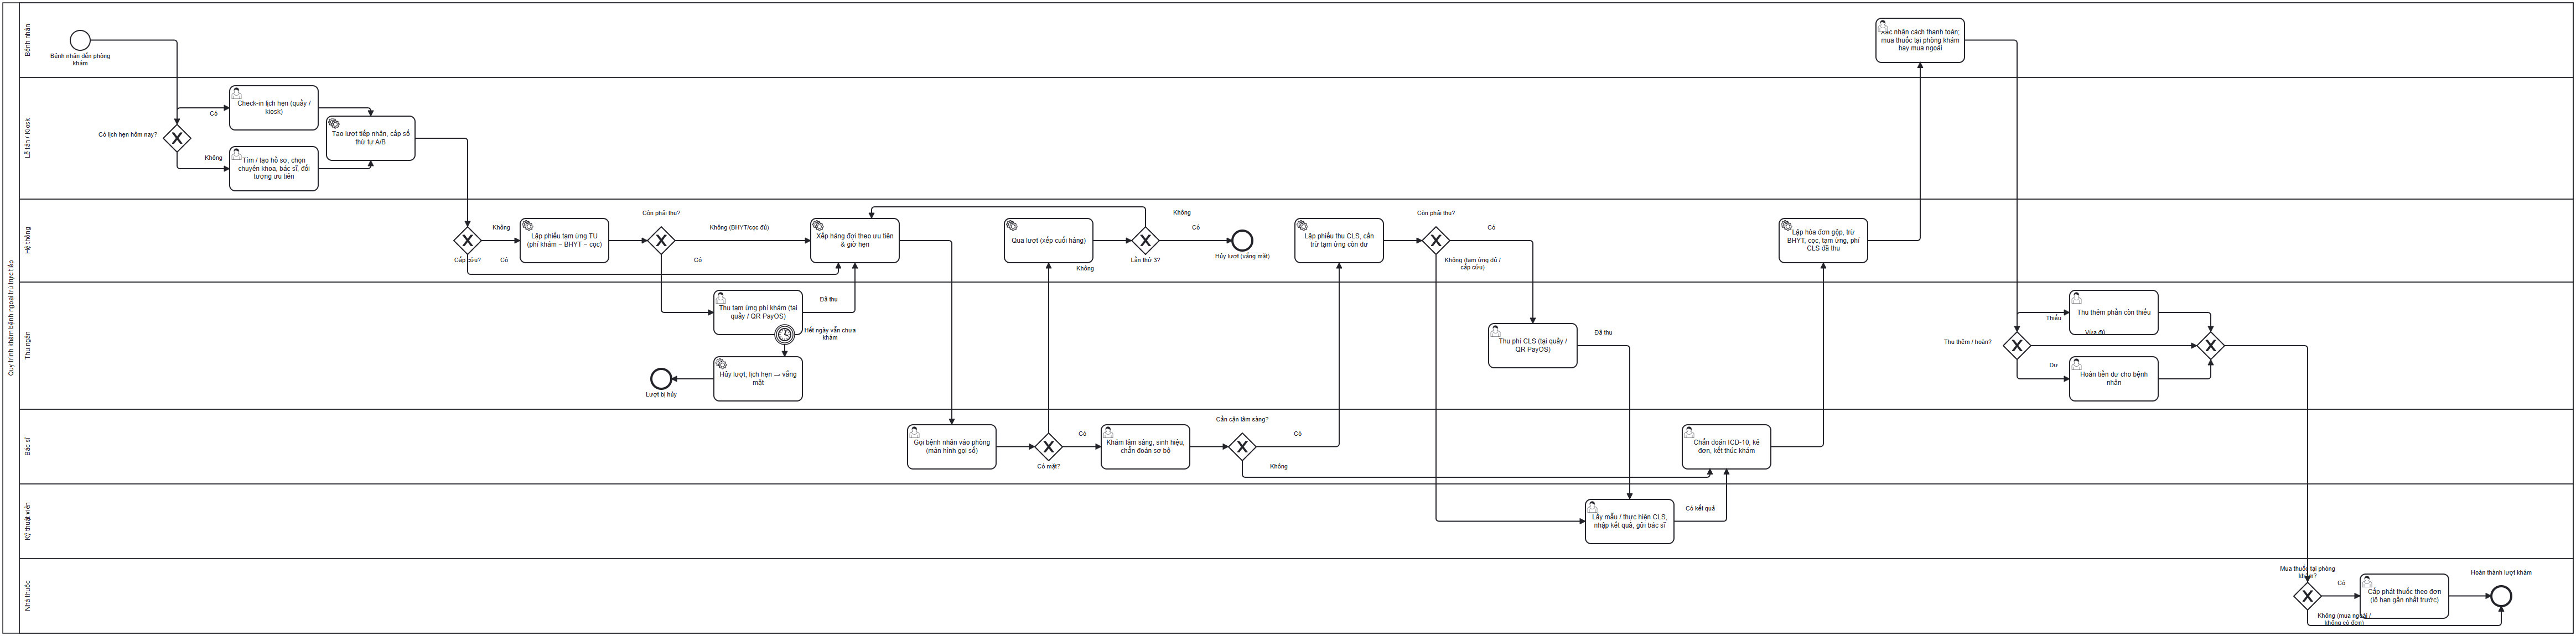 Quy trình khám bệnh ngoại trú trực tiếp
Bệnh nhân
Bệnh nhân đến phòng
khám
Xác nhận cách thanh toán;
mua thuốc tại phòng khám
hay mua ngoài
Lễ tân / Kiosk
Có lịch hẹn hôm nay?
Có
Check-in lịch hẹn (quầy /
kiosk)
Không
Tìm / tạo hồ sơ, chọn
chuyên khoa, bác sĩ, đối
tượng ưu tiên
Tạo lượt tiếp nhận, cấp số
thứ tự A/B
Hệ thống
Cấp cứu?
Không
Có
Lập phiếu tạm ứng TU
(phí khám − BHYT − cọc)
Còn phải thu?
Không (BHYT/cọc đủ)
Có
Xếp hàng đợi theo ưu tiên
& giờ hẹn
Qua lượt (xếp cuối hàng)
Không
Lần thứ 3?
Không
Có
Hủy lượt (vắng mặt)
Lập phiếu thu CLS, cấn
trừ tạm ứng còn dư
Còn phải thu?
Có
Không (tạm ứng đủ /
cấp cứu)
Lập hóa đơn gộp, trừ
BHYT, cọc, tạm ứng, phí
CLS đã thu
Thu ngân
Thu tạm ứng phí khám (tại
quầy / QR PayOS)
Đã thu
Hết ngày vẫn chưa
khám
Hủy lượt; lịch hẹn → vắng
mặt
Lượt bị hủy
Thu phí CLS (tại quầy /
QR PayOS)
Đã thu
Thu thêm / hoàn?
Thiếu
Thu thêm phần còn thiếu
Vừa đủ
Dư
Hoàn tiền dư cho bệnh
nhân
Bác sĩ
Gọi bệnh nhân vào phòng
(màn hình gọi số)
Có mặt?
Có
Khám lâm sàng, sinh hiệu,
chẩn đoán sơ bộ
Cần cận lâm sàng?
Có
Không
Chẩn đoán ICD-10, kê
đơn, kết thúc khám
Kỹ thuật viên
Lấy mẫu / thực hiện CLS,
nhập kết quả, gửi bác sĩ
Có kết quả
Nhà thuốc
Mua thuốc tại phòng
khám?
Có
Cấp phát thuốc theo đơn
(lô hạn gần nhất trước)
Không (mua ngoài /
không có đơn)
Hoàn thành lượt khám